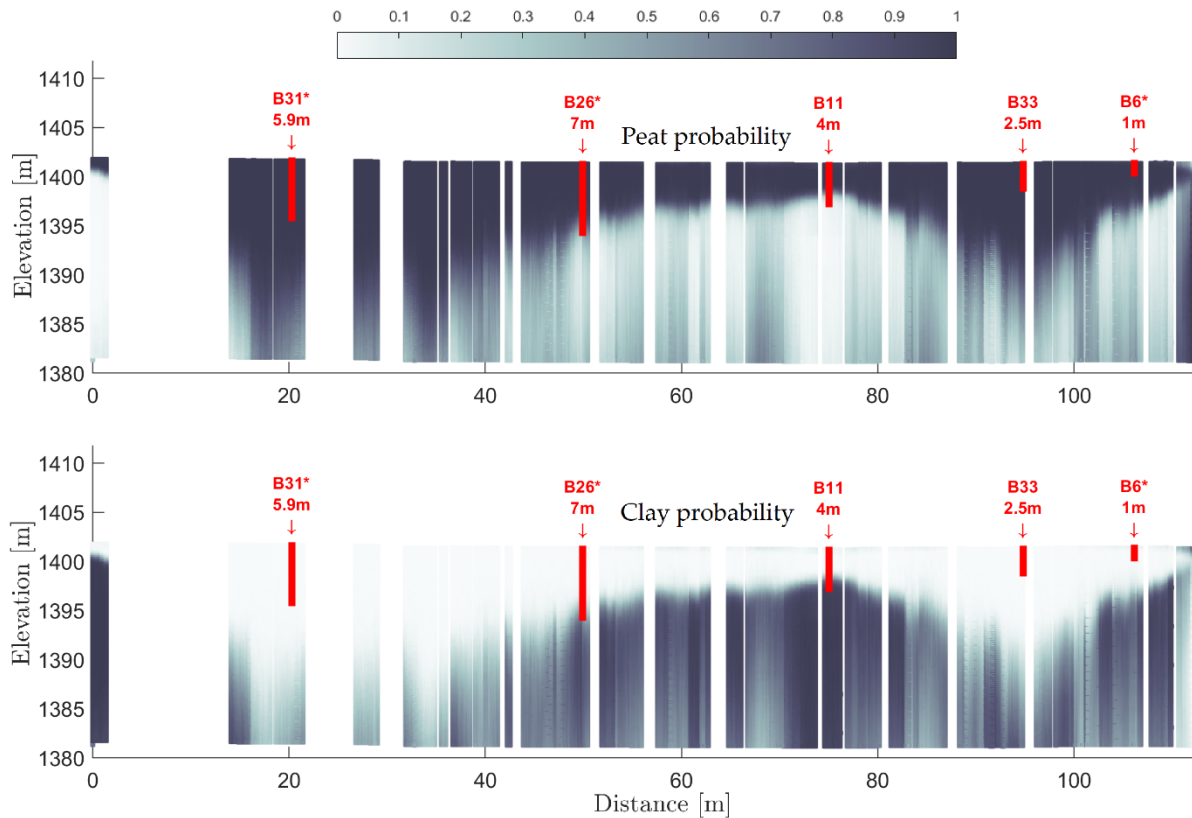 0 0.1 0.2 0.3 0.4 0.5 0.6 0.7 0.8 0.9 1
1410
1405
1400
1395
1390
1385
1380
Elevation [m]
B31*
5.9m
B26*
7m
Peat probability
B11
4m
B33
2.5m
B6*
1m
0 20 40 60 80 100
1410
1405
1400
1395
1390
1385
1380
Elevation [m]
B31*
5.9m
B26*
7m
Clay probability
B11
4m
B33
2.5m
B6*
1m
0 20 40 60 80 100
Distance [m]